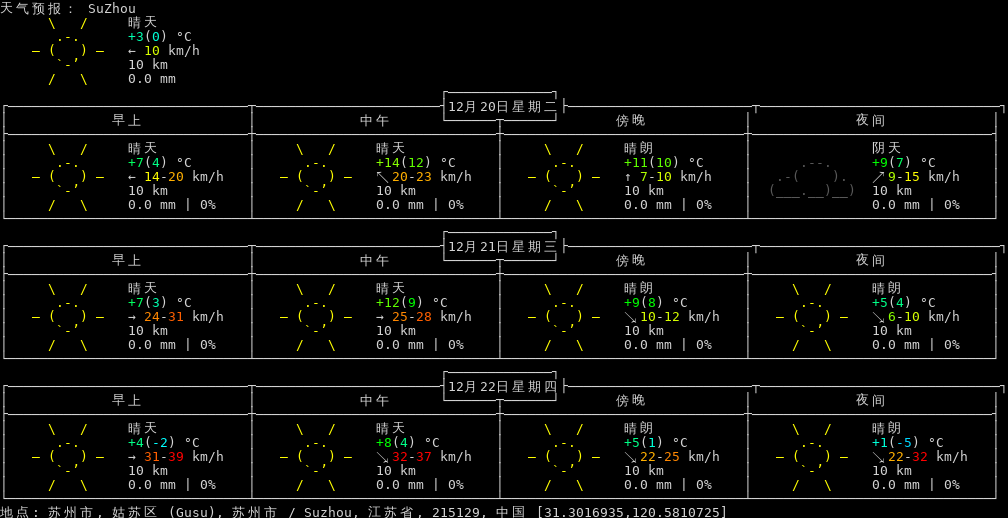 天气预报: SuZhou
晴天
+3(0) °C
← 10 km/h
10 km
0.0 mm
12月20日星期二
早上 中午 傍晚 夜间
晴天 晴天 晴朗 阴天
+7(4) °C +14(12) °C +11(10) °C +9(7) °C
← 14-20 km/h ↖ 20-23 km/h ↑ 7-10 km/h ↗ 9-15 km/h
10 km 10 km 10 km 10 km
0.0 mm | 0% 0.0 mm | 0% 0.0 mm | 0% 0.0 mm | 0%
12月21日星期三
早上 中午 傍晚 夜间
晴天 晴天 晴朗 晴朗
+7(3) °C +12(9) °C +9(8) °C +5(4) °C
→ 24-31 km/h → 25-28 km/h ↘ 10-12 km/h ↘ 6-10 km/h
10 km 10 km 10 km 10 km
0.0 mm | 0% 0.0 mm | 0% 0.0 mm | 0% 0.0 mm | 0%
12月22日星期四
早上 中午 傍晚 夜间
晴天 晴天 晴朗 晴朗
+4(-2) °C +8(4) °C +5(1) °C +1(-5) °C
→ 31-39 km/h ↘ 32-37 km/h ↘ 22-25 km/h ↘ 22-32 km/h
10 km 10 km 10 km 10 km
0.0 mm | 0% 0.0 mm | 0% 0.0 mm | 0% 0.0 mm | 0%
地点: 苏州市, 姑苏区 (Gusu), 苏州市 / Suzhou, 江苏省, 215129, 中国 [31.3016935,120.5810725]